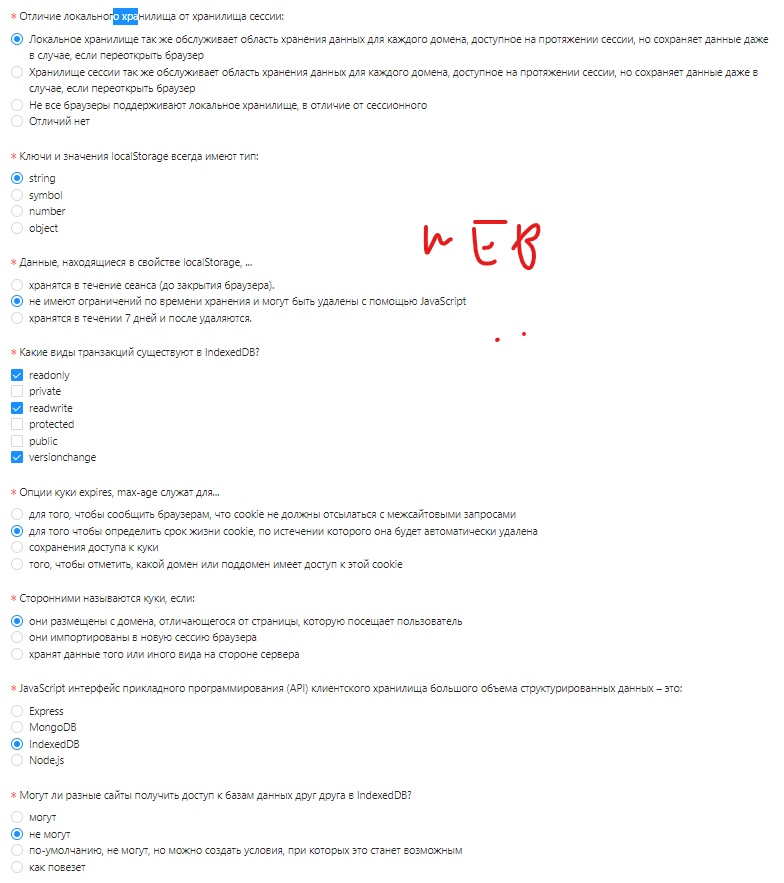 * Отличие локального хранилища от хранилища сессии:
Локальное хранилище так же обслуживает область хранения данных для каждого домена, доступное на протяжении сессии, но сохраняет данные даже
в случае, если переоткрыть браузер
Хранилище сессии так же обслуживает область хранения данных для каждого домена, доступное на протяжении сессии, но сохраняет данные даже в
случае, если переоткрыть браузер
Не все браузеры поддерживают локальное хранилище, в отличие от сессионного
Отличий нет
* Ключи и значения localStorage всегда имеют тип:
string
symbol
number
object
* Данные, находящиеся в свойстве localStorage, ...
хранятся в течение сеанса (до закрытия браузера).
не имеют ограничений по времени хранения и могут быть удалены с помощью JavaScript
хранятся в течении 7 дней и после удаляются.
* Какие виды транзакций существуют в IndexedDB?
readonly
private
readwrite
protected
public
versionchange
* Опции куки expires, max-age служат для...
для того, чтобы сообщить браузерам, что cookie не должны отсылаться с межсайтовыми запросами
для того чтобы определить срок жизни cookie, по истечении которого она будет автоматически удалена
сохранения доступа к куки
того, чтобы отметить, какой домен или поддомен имеет доступ к этой cookie
* Сторонними называются куки, если:
они размещены с домена, отличающегося от страницы, которую посещает пользователь
они импортированы в новую сессию браузера
хранят данные того или иного вида на стороне сервера
* JavaScript интерфейс прикладного программирования (API) клиентского хранилища большого объема структурированных данных – это:
Express
MongoDB
IndexedDB
Node.js
* Могут ли разные сайты получить доступ к базам данных друг друга в IndexedDB?
могут
не могут
по-умолчанию, не могут, но можно создать условия, при которых это станет возможным
как повезет